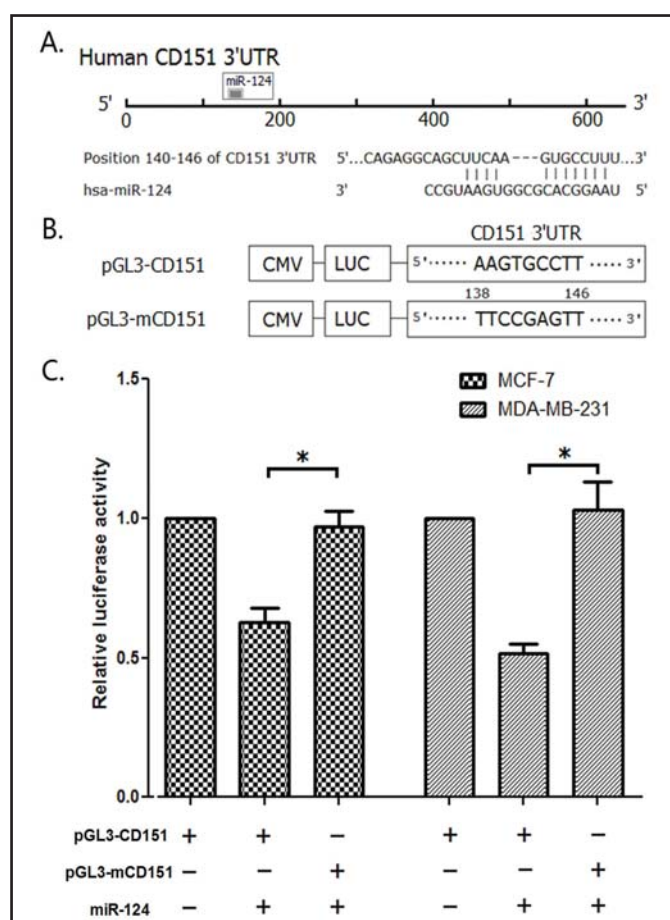 A.
Human CD151 3'UTR
miR-124
5' 3'
0 200 400 600
Position 140-146 of CD151 3'UTR 5'...CAGAGGCAGCUUCAA---GUGCCUUU...3'
hsa-miR-124 3' CCGUAAGUGGCGCACGGAAU 5'
B.
CD151 3'UTR
pGL3-CD151 CMV LUC 5'······ AAGTGCCTT ······3'
138 146
pGL3-mCD151 CMV LUC 5'······ TTCCGAGTT ······3'
C.
1.5
MCF-7
MDA-MB-231
* *
1.0
0.5
0.0
Relative luciferase activity
pGL3-CD151 + + − + + −
pGL3-mCD151 − − + − − +
miR-124 − + + − + +